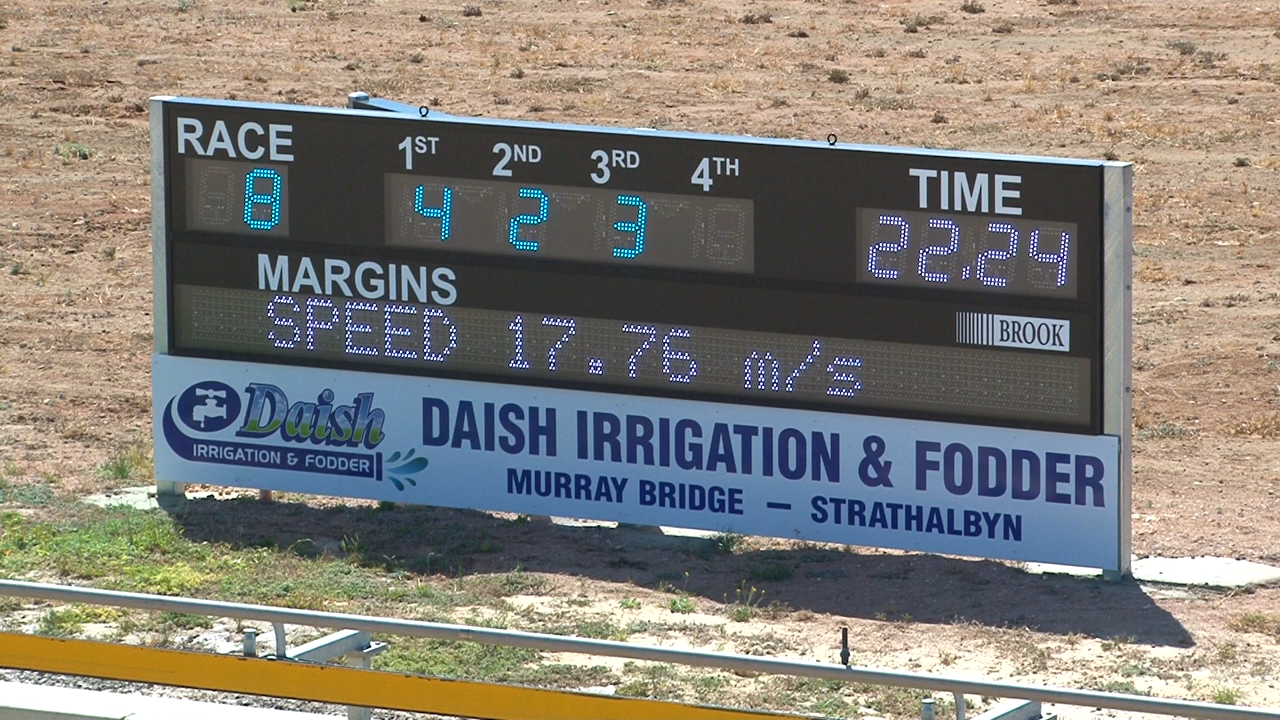 RACE 1ST 2ND 3RD 4TH TIME
8 4 2 3 22.24
MARGINS
BROOK
SPEED 17.76 m/s
Daish
IRRIGATION & FODDER
DAISH IRRIGATION & FODDER
MURRAY BRIDGE – STRATHALBYN